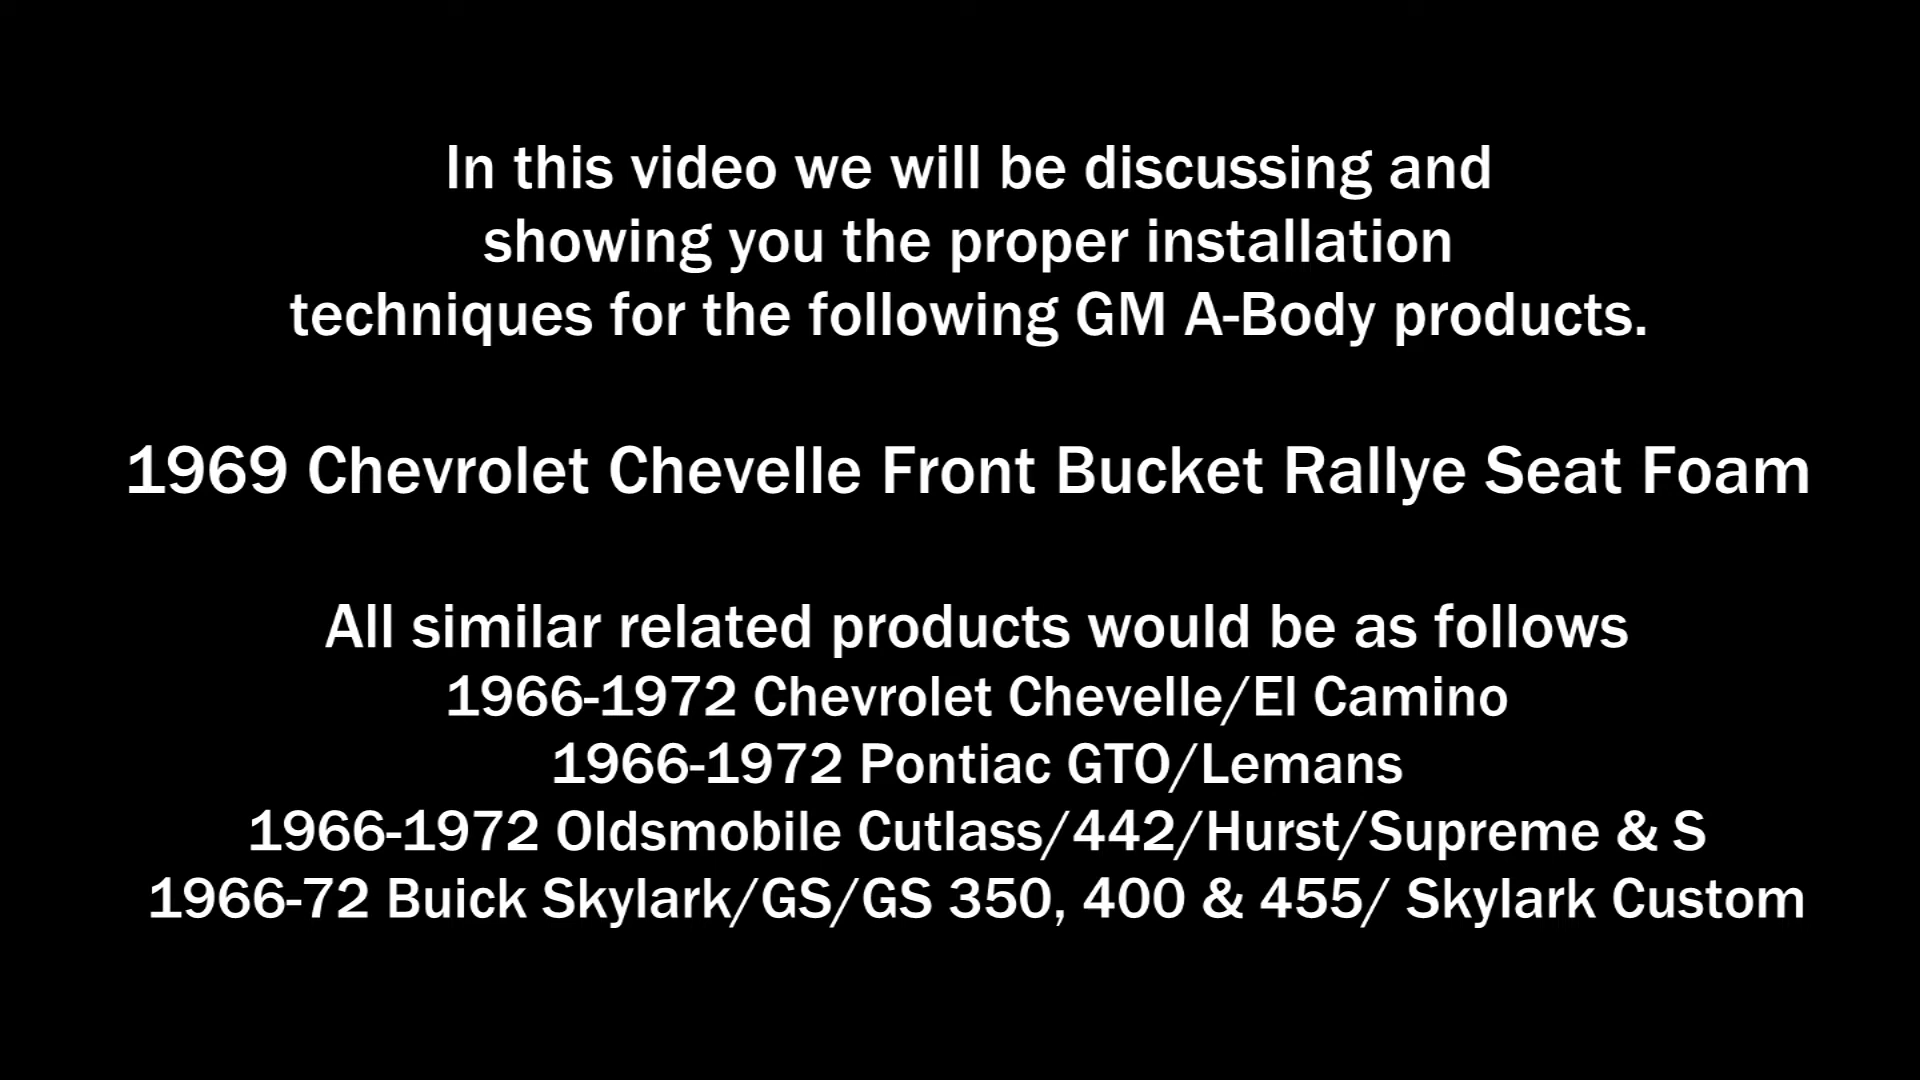 In this video we will be discussing and
showing you the proper installation
techniques for the following GM A-Body products.
1969 Chevrolet Chevelle Front Bucket Rallye Seat Foam
All similar related products would be as follows
1966-1972 Chevrolet Chevelle/El Camino
1966-1972 Pontiac GTO/Lemans
1966-1972 Oldsmobile Cutlass/442/Hurst/Supreme & S
1966-72 Buick Skylark/GS/GS 350, 400 & 455/ Skylark Custom